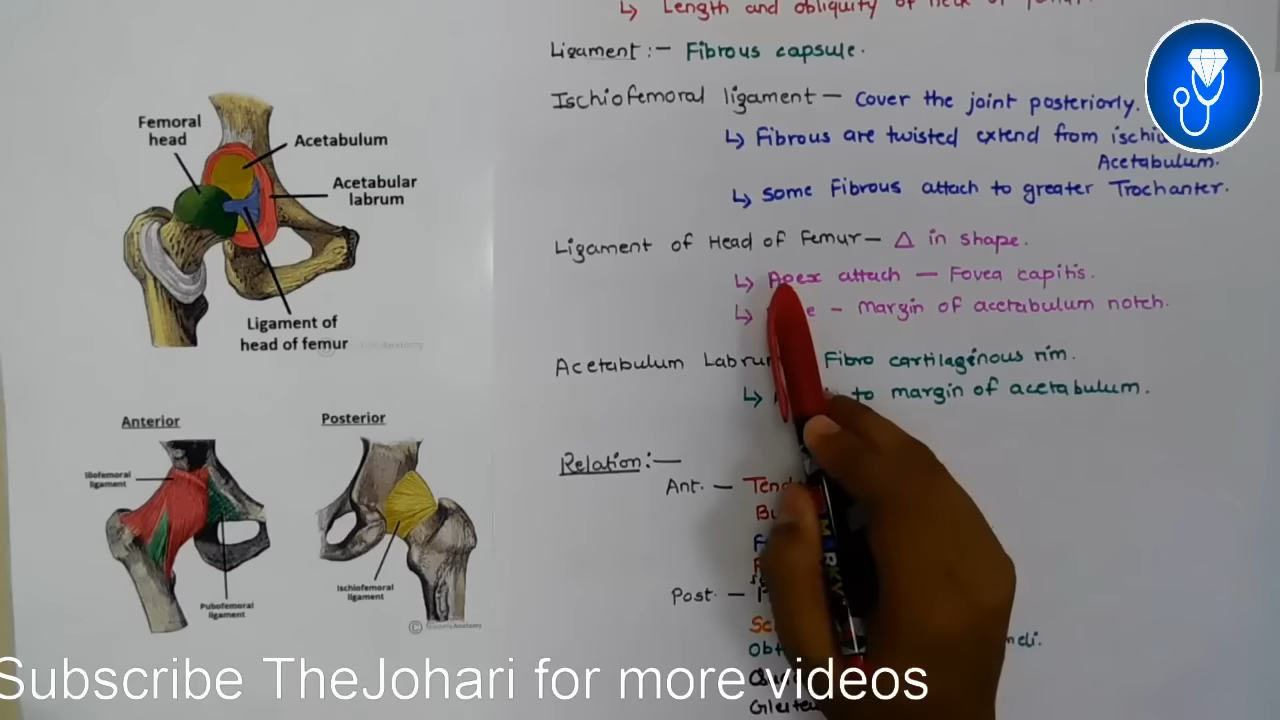 ↳ Length and obliquity of neck of
Ligament :- Fibrous capsule.
Ischiofemoral ligament - Cover the joint posteriorly.
↳ Fibrous are twisted extend from
Acetabulum.
↳ some Fibrous attach to greater Trochanter.
Ligament of Head of Femur - Δ in shape.
↳ Apex attach - Fovea capitis.
↳ - margin of acetabulum notch.
Acetabulum Labrum Fibro cartilagenous rim.
↳ to margin of acetabulum.
Relation :-
Ant. -
Post. -
Femoral
head
Acetabulum
Acetabular
labrum
Ligament of
head of femur
Anterior
Posterior
Iliofemoral
ligament
Pubofemoral
ligament
Ischiofemoral
ligament
Subscribe TheJohari for more videos